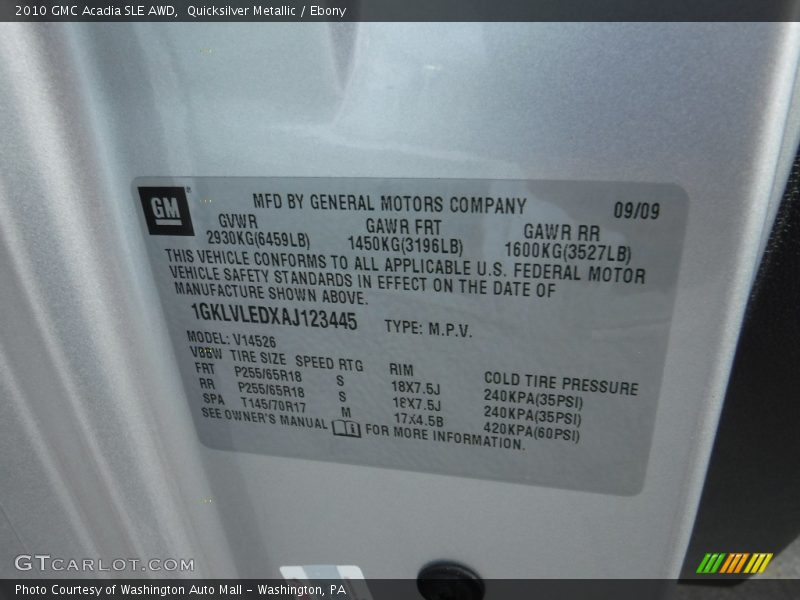 2010 GMC Acadia SLE AWD, Quicksilver Metallic / Ebony
GM
MFD BY GENERAL MOTORS COMPANY 09/09
GVWR GAWR FRT GAWR RR
2930KG(6459LB) 1450KG(3196LB) 1600KG(3527LB)
THIS VEHICLE CONFORMS TO ALL APPLICABLE U.S. FEDERAL MOTOR
VEHICLE SAFETY STANDARDS IN EFFECT ON THE DATE OF
MANUFACTURE SHOWN ABOVE.
1GKLVLEDXAJ123445 TYPE: M.P.V.
MODEL: V14526
TIRE SIZE SPEED RTG RIM COLD TIRE PRESSURE
FRT P255/65R18 S 18X7.5J 240KPA(35PSI)
RR P255/65R18 S 18X7.5J 240KPA(35PSI)
SPA T145/70R17 M 17X4.5B 420KPA(60PSI)
SEE OWNER'S MANUAL FOR MORE INFORMATION.
GTCARLOT.COM
Photo Courtesy of Washington Auto Mall - Washington, PA